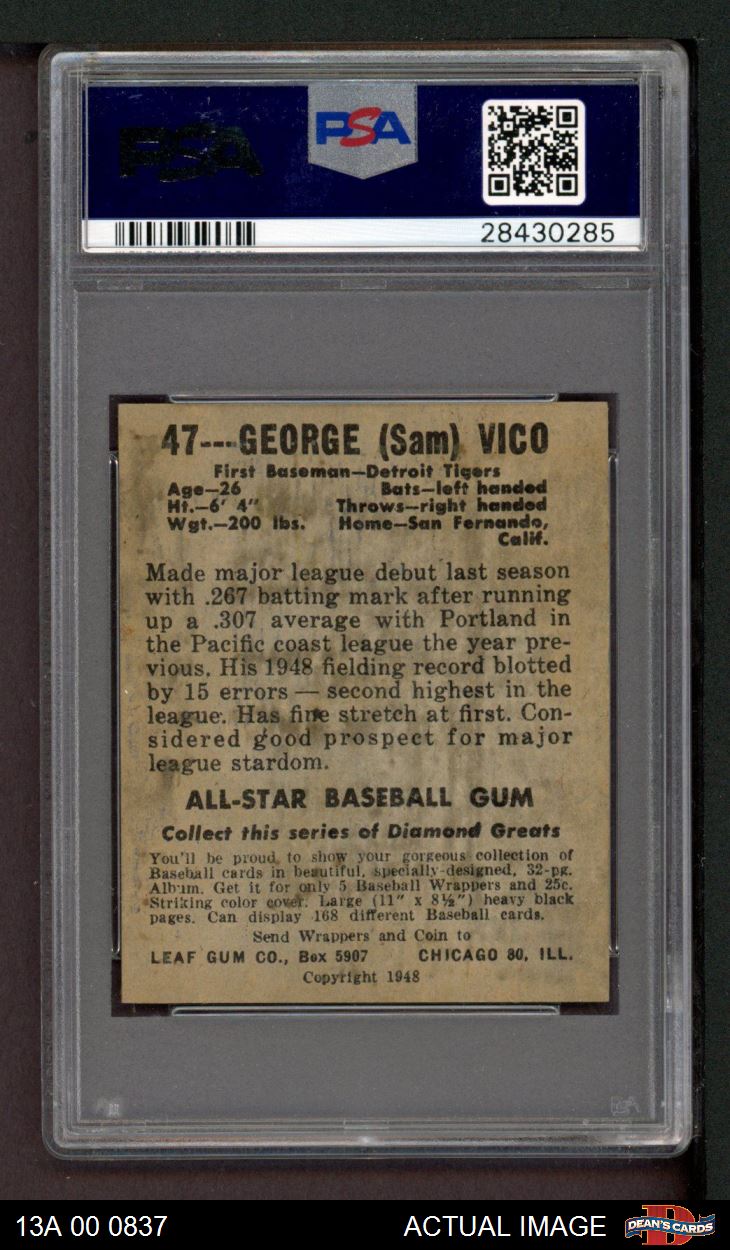 PSA
PSA
28430285
47---GEORGE (Sam) VICO
First Baseman—Detroit Tigers
Age—26 Bats—left handed
Ht.—6' 4" Throws—right handed
Wgt.—200 lbs. Home—San Fernando,
Calif.
Made major league debut last season
with .267 batting mark after running
up a .307 average with Portland in
the Pacific coast league the year pre-
vious. His 1948 fielding record blotted
by 15 errors — second highest in the
league. Has fine stretch at first. Con-
sidered good prospect for major
league stardom.
ALL-STAR BASEBALL GUM
Collect this series of Diamond Greats
You'll be proud to show your gorgeous collection of
Baseball cards in beautiful, specially-designed, 32-pg.
Album. Get it for only 5 Baseball Wrappers and 25c.
Striking color cover. Large (11" x 8½") heavy black
pages. Can display 168 different Baseball cards.
Send Wrappers and Coin to
LEAF GUM CO., Box 5907 CHICAGO 80, ILL.
Copyright 1948
13A 00 0837 ACTUAL IMAGE DEAN'S CARDS